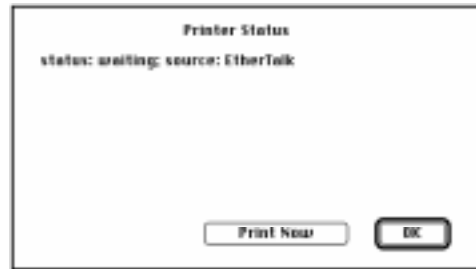 Printer Status
status: waiting; source: EtherTalk
Print Now
OK